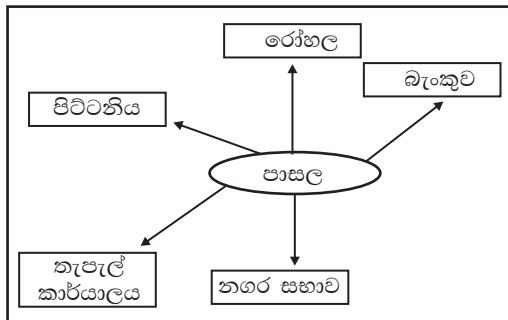 රෝහල
බැංකුව
පිට්ටනිය
පාසල
තැපැල්
කාර්යාලය
නගර සභාව